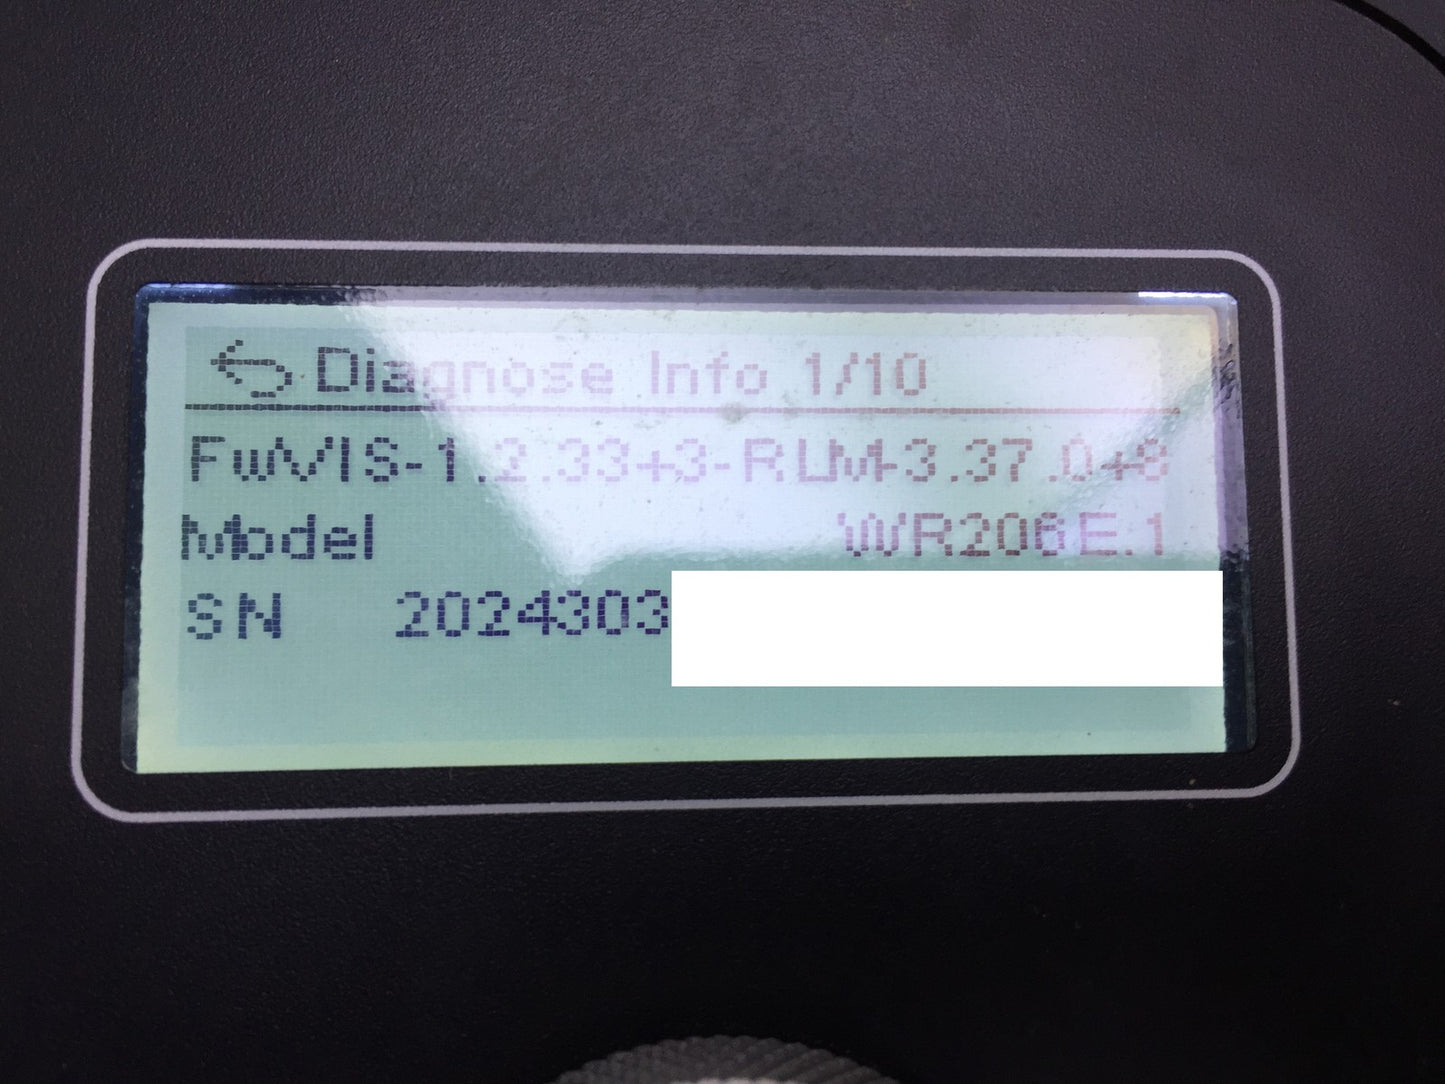 Diagnose Info 1/10
FwVIS-1.2.33+3-RLM-3.37.0+8
Model WR206E.1
SN 2024303